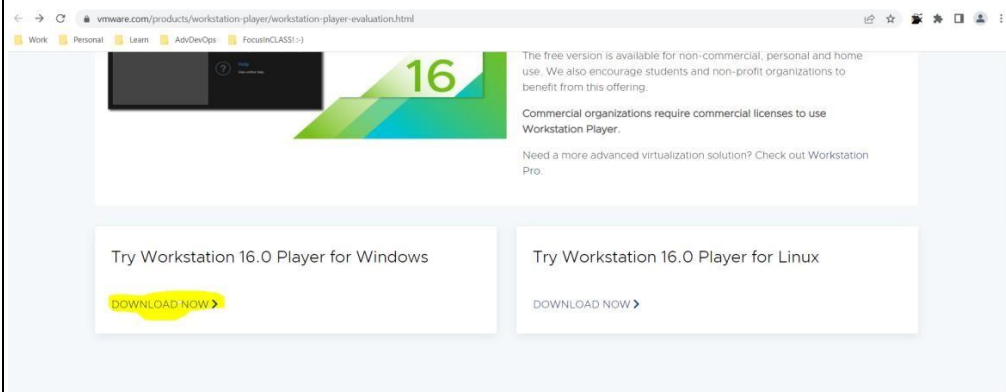 vmware.com/products/workstation-player/workstation-player-evaluation.html
Work Personal Learn AdvDevOps FocusInCLASS!:-)
Help
16
The free version is available for non-commercial, personal and home
use. We also encourage students and non-profit organizations to
benefit from this offering.
Commercial organizations require commercial licenses to use
Workstation Player.
Need a more advanced virtualization solution? Check out Workstation
Pro.
Try Workstation 16.0 Player for Windows
DOWNLOAD NOW
Try Workstation 16.0 Player for Linux
DOWNLOAD NOW